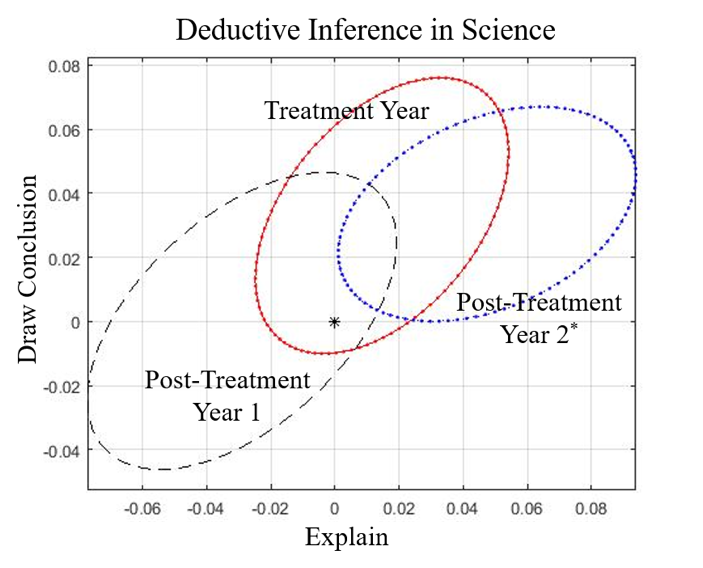 Deductive Inference in Science
0.08
0.06
0.04
0.02
0
-0.02
-0.04
Draw Conclusion
Treatment Year
Post-Treatment
Year 2*
Post-Treatment
Year 1
-0.06 -0.04 -0.02 0 0.02 0.04 0.06 0.08
Explain